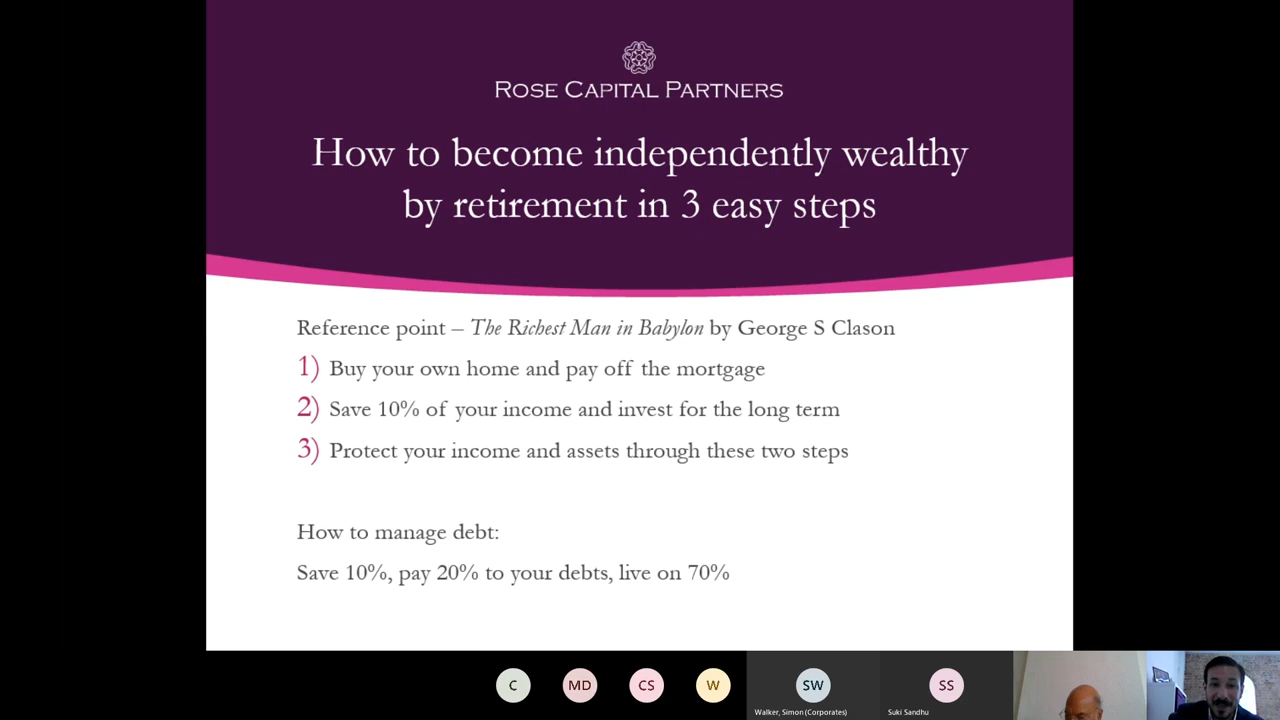 ROSE CAPITAL PARTNERS
How to become independently wealthy
by retirement in 3 easy steps
Reference point – The Richest Man in Babylon by George S Clason
1) Buy your own home and pay off the mortgage
2) Save 10% of your income and invest for the long term
3) Protect your income and assets through these two steps
How to manage debt:
Save 10%, pay 20% to your debts, live on 70%
C
MD
CS
W
SW
SS
Walker, Simon (Corporates)
Suki Sandhu